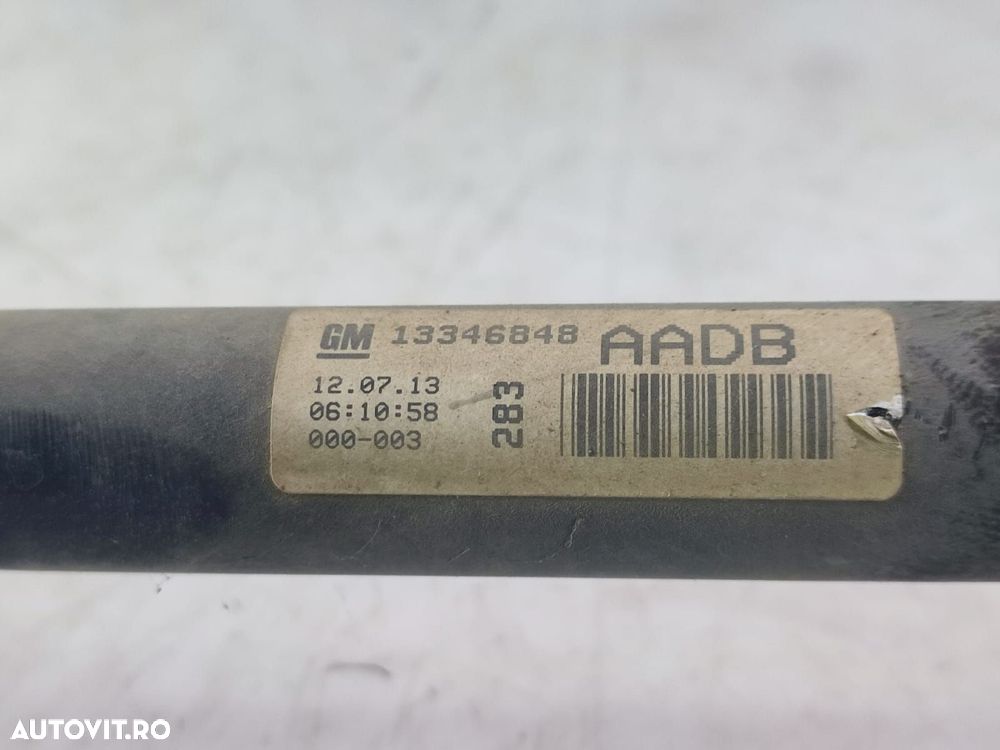 GM 13346848 AADB
12.07.13
06:10:58
000-003
283
AUTOVIT.RO